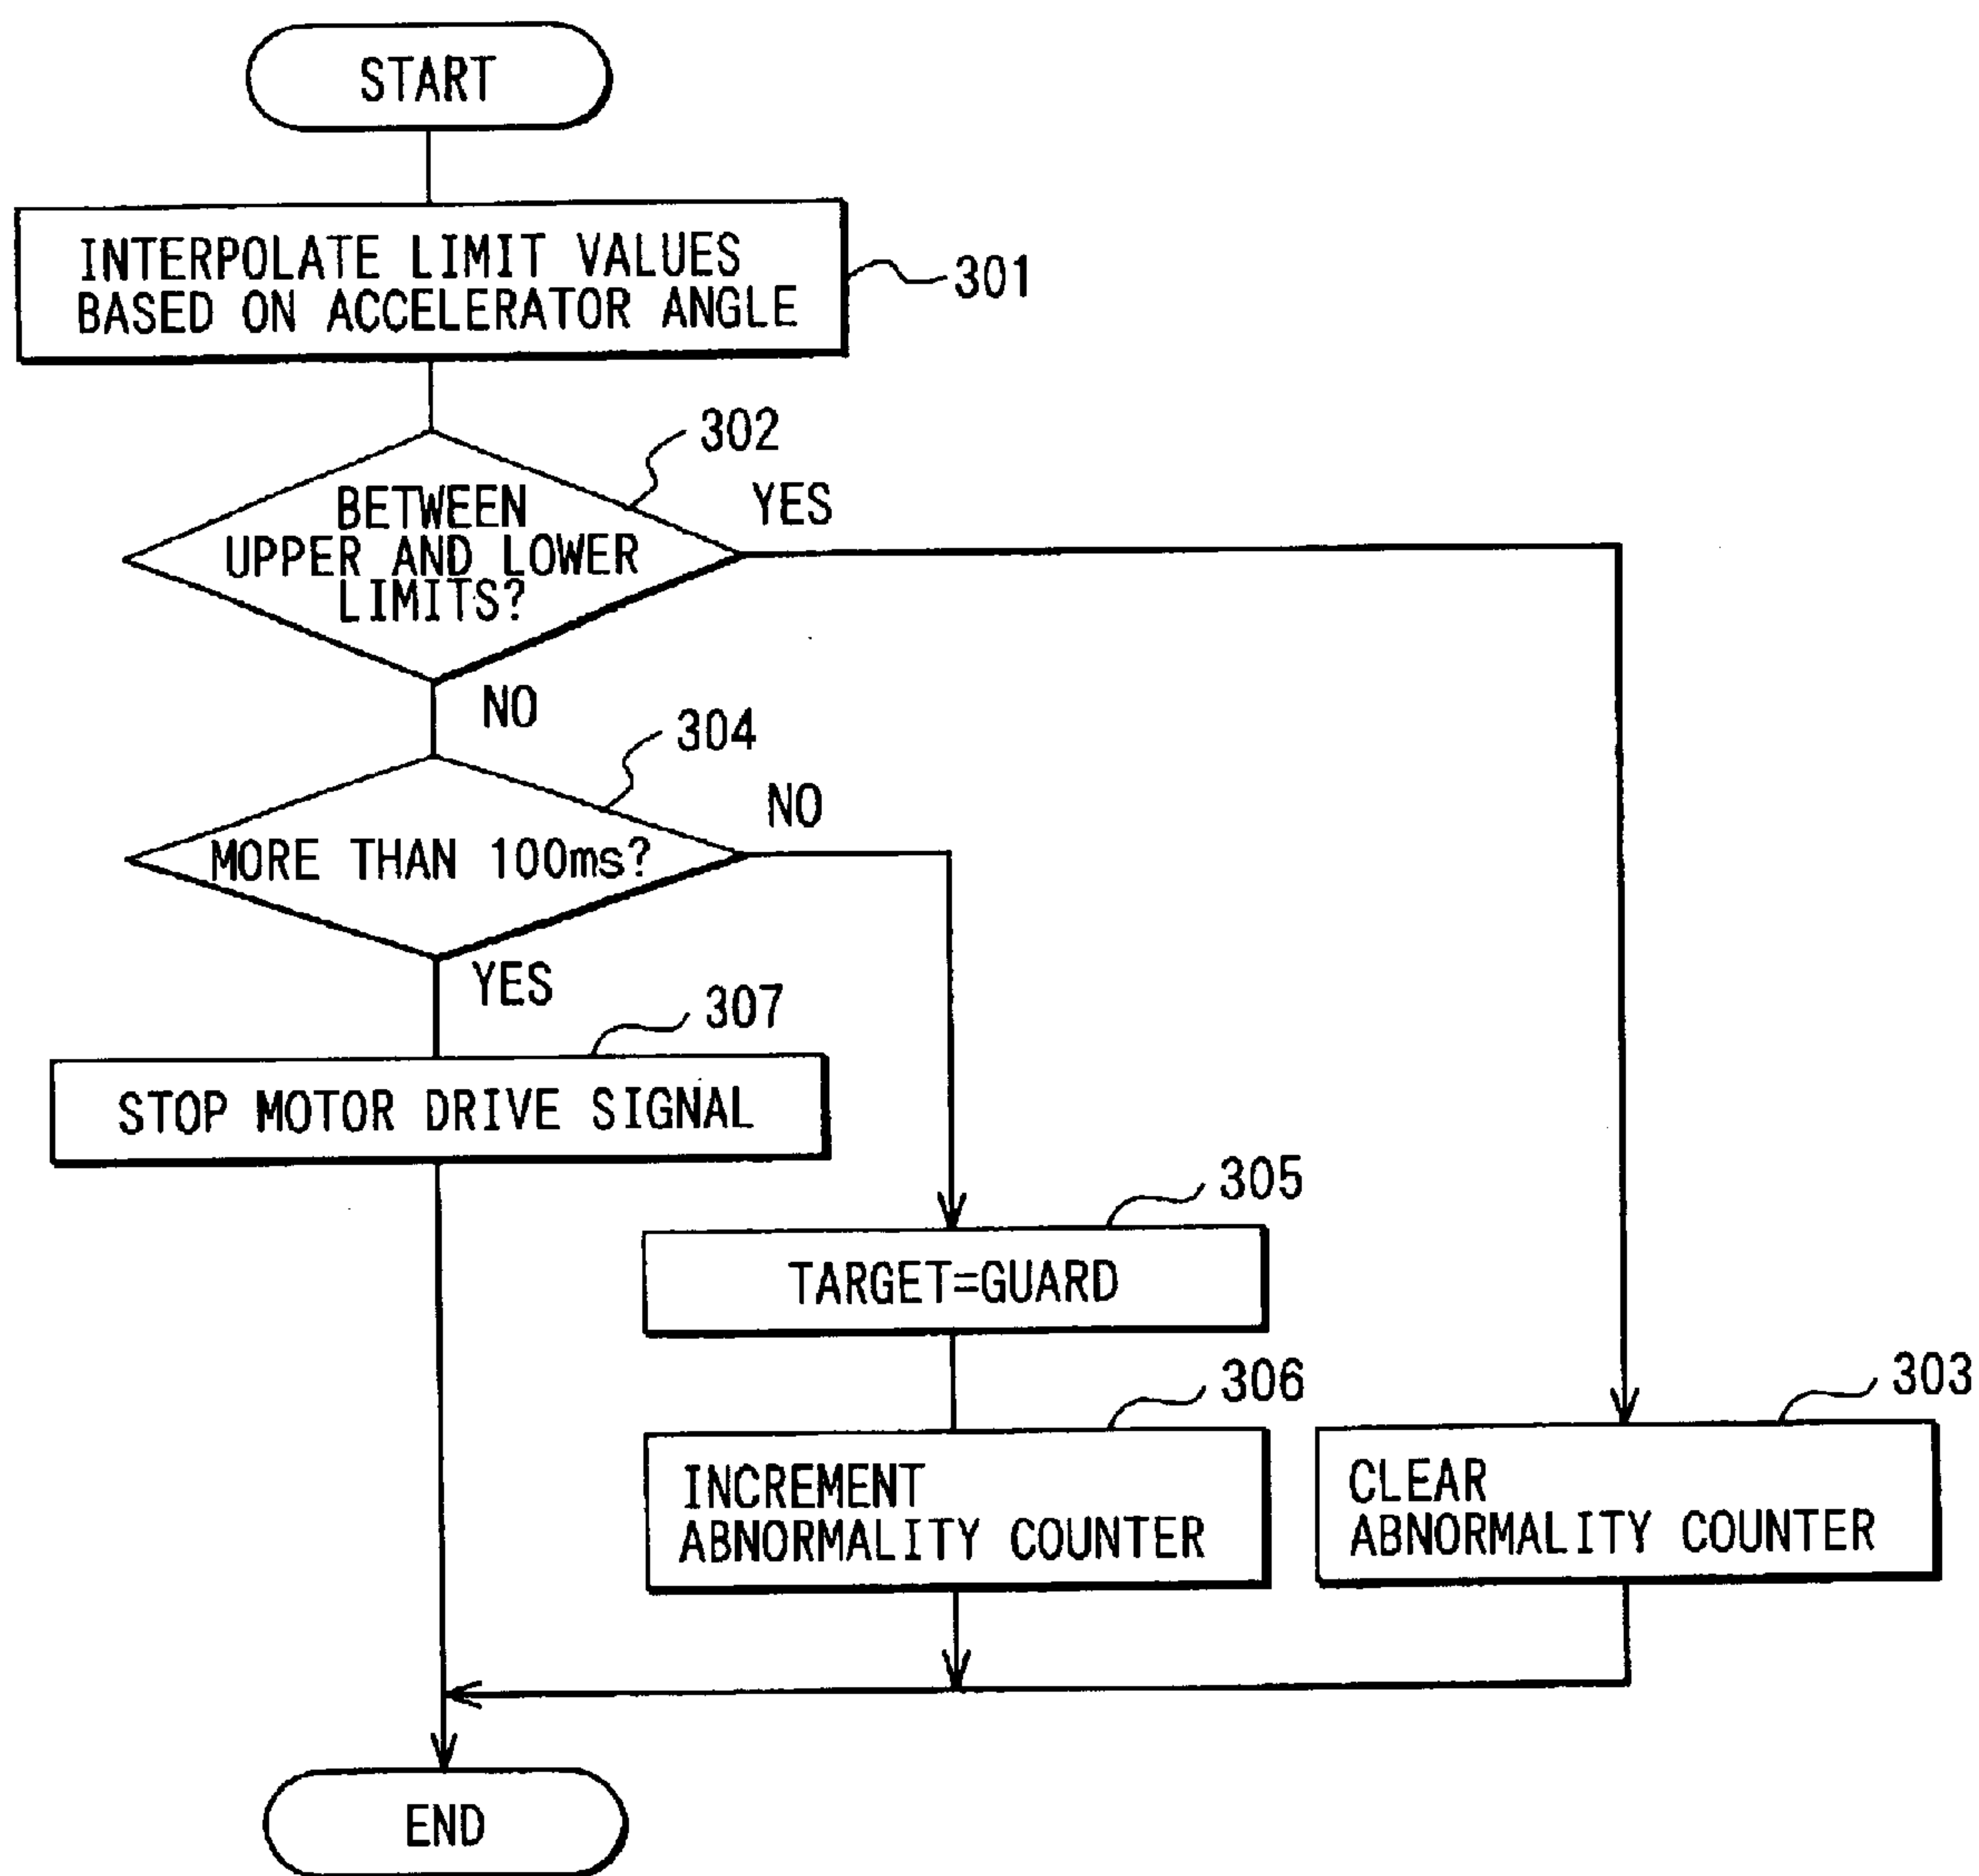 START
INTERPOLATE LIMIT VALUES
BASED ON ACCELERATOR ANGLE
301
302
BETWEEN
UPPER AND LOWER
LIMITS?
YES
NO
304
MORE THAN 100ms?
NO
YES
307
STOP MOTOR DRIVE SIGNAL
305
TARGET=GUARD
306
INCREMENT
ABNORMALITY COUNTER
303
CLEAR
ABNORMALITY COUNTER
END